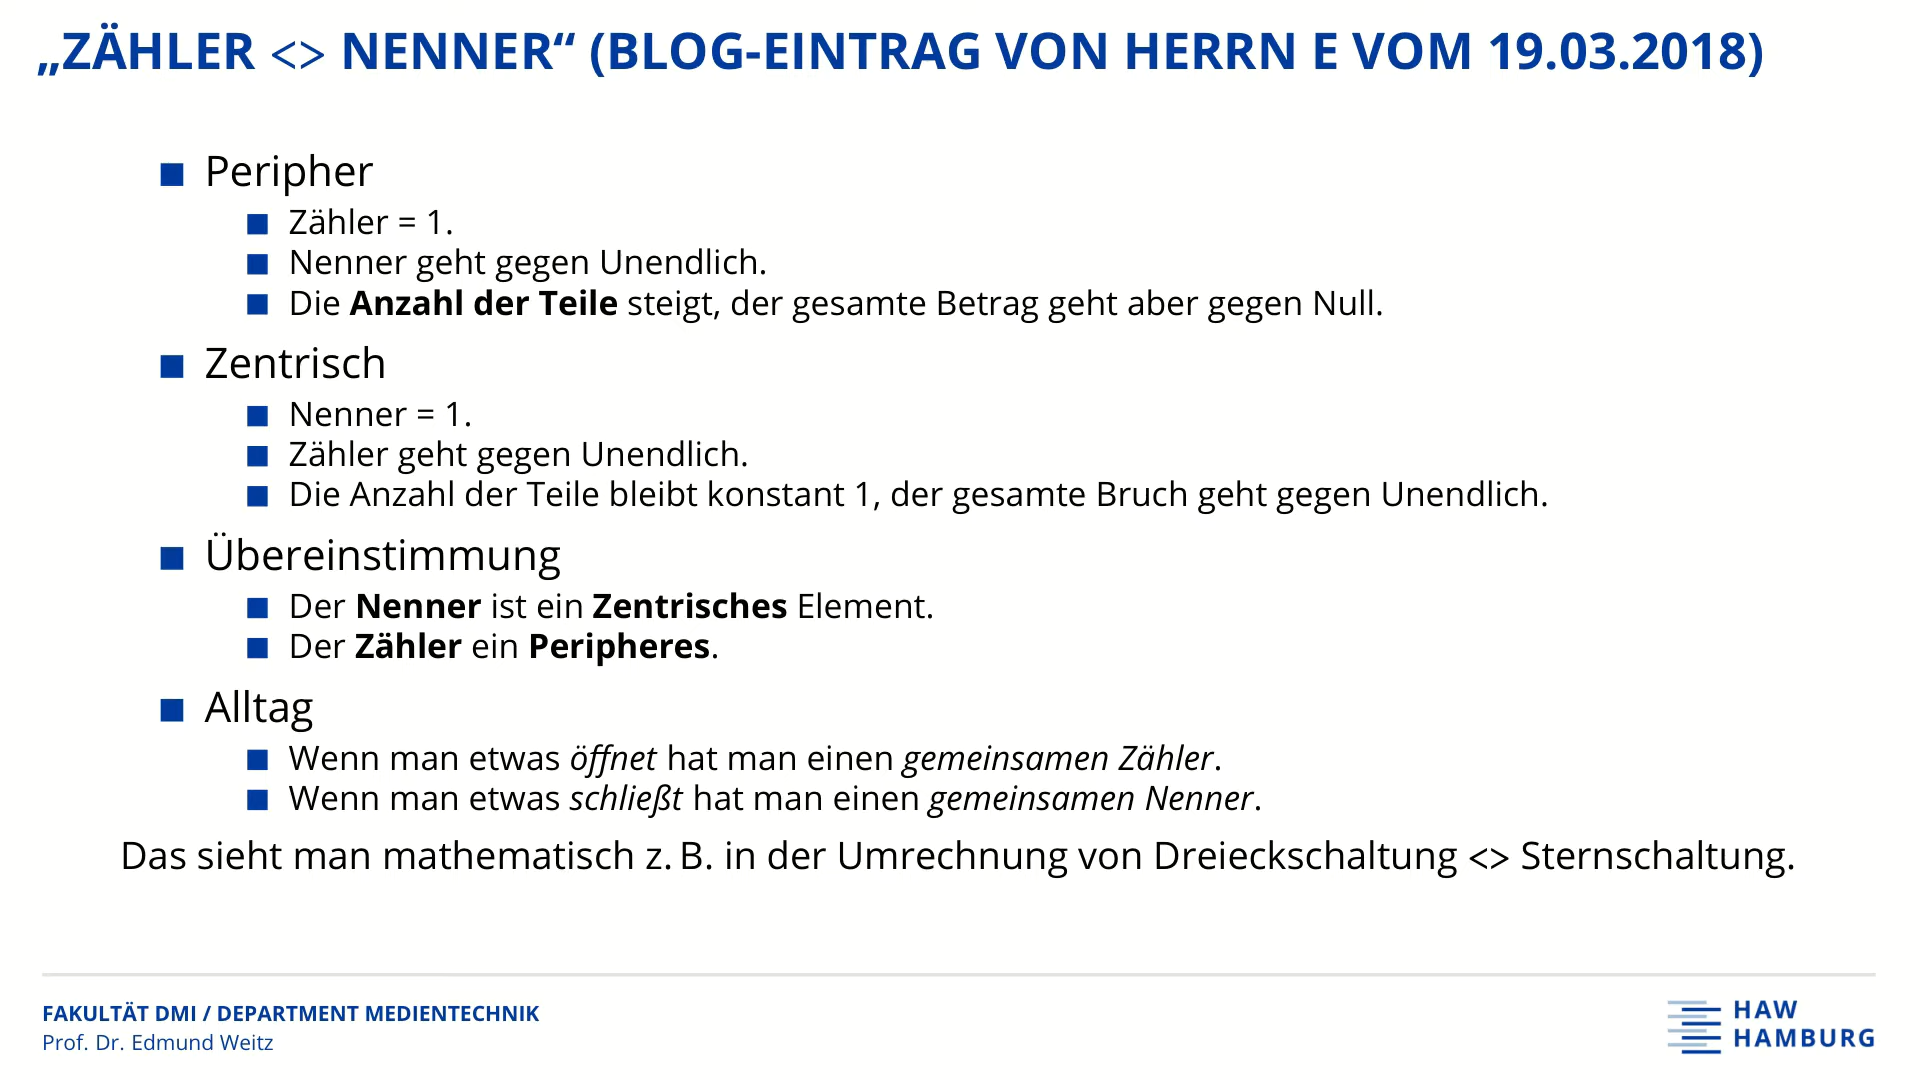 „ZÄHLER <> NENNER“ (BLOG-EINTRAG VON HERRN E VOM 19.03.2018)
Peripher
Zähler = 1.
Nenner geht gegen Unendlich.
Die Anzahl der Teile steigt, der gesamte Betrag geht aber gegen Null.
Zentrisch
Nenner = 1.
Zähler geht gegen Unendlich.
Die Anzahl der Teile bleibt konstant 1, der gesamte Bruch geht gegen Unendlich.
Übereinstimmung
Der Nenner ist ein Zentrisches Element.
Der Zähler ein Peripheres.
Alltag
Wenn man etwas öffnet hat man einen gemeinsamen Zähler.
Wenn man etwas schließt hat man einen gemeinsamen Nenner.
Das sieht man mathematisch z. B. in der Umrechnung von Dreieckschaltung <> Sternschaltung.
FAKULTÄT DMI / DEPARTMENT MEDIENTECHNIK
Prof. Dr. Edmund Weitz
HAW
HAMBURG